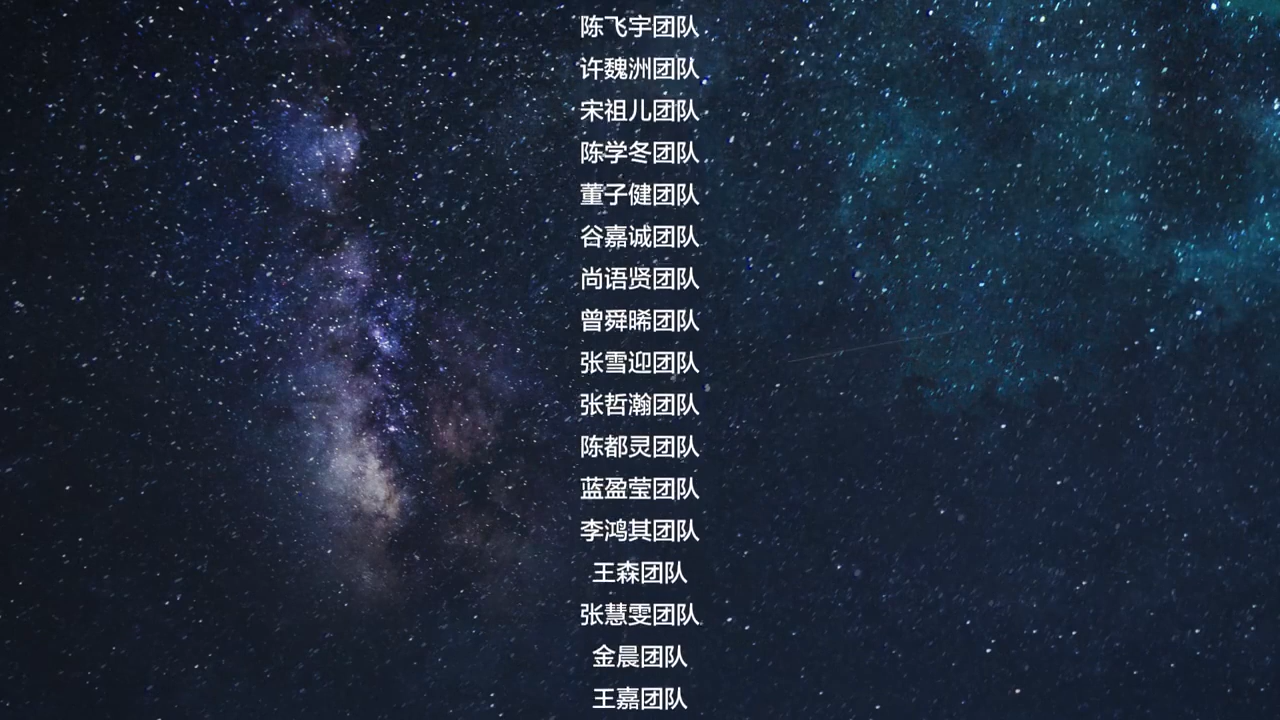 陈飞宇团队
许魏洲团队
宋祖儿团队
陈学冬团队
董子健团队
谷嘉诚团队
尚语贤团队
曾舜晞团队
张雪迎团队
张哲瀚团队
陈都灵团队
蓝盈莹团队
李鸿其团队
王森团队
张慧雯团队
金晨团队
王嘉团队